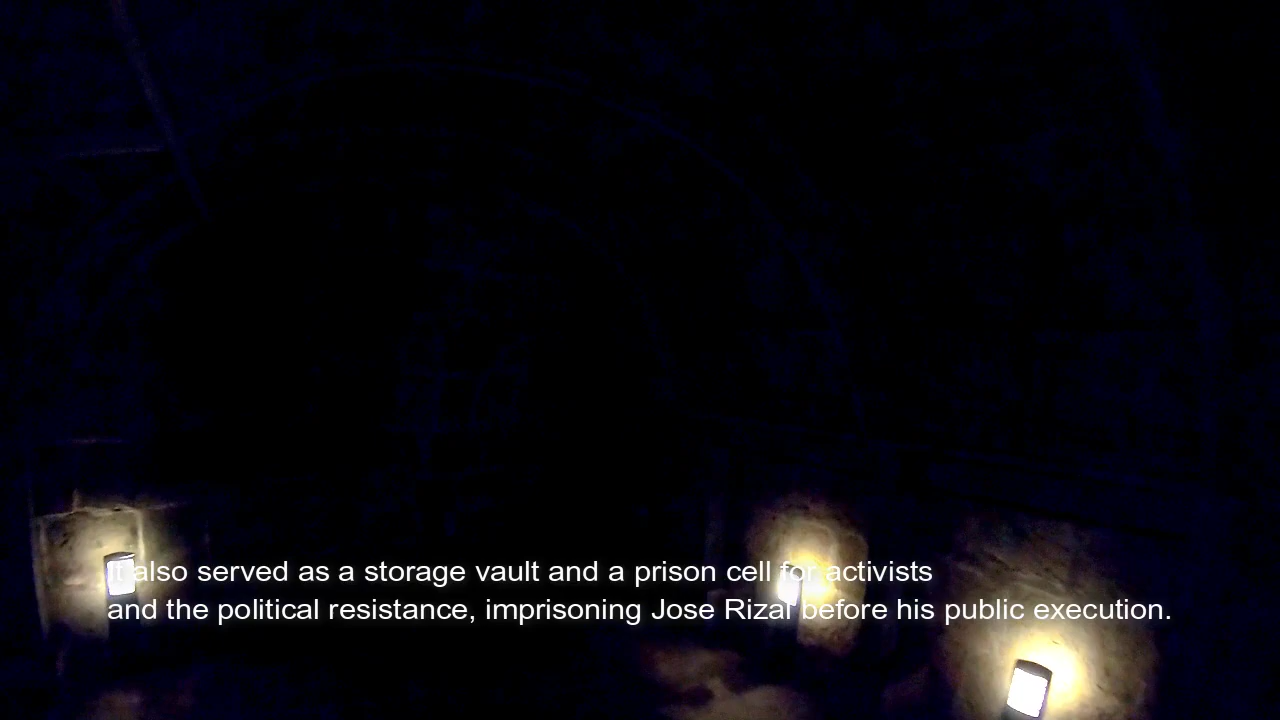 It also served as a storage vault and a prison cell for activists
and the political resistance, imprisoning Jose Rizal before his public execution.